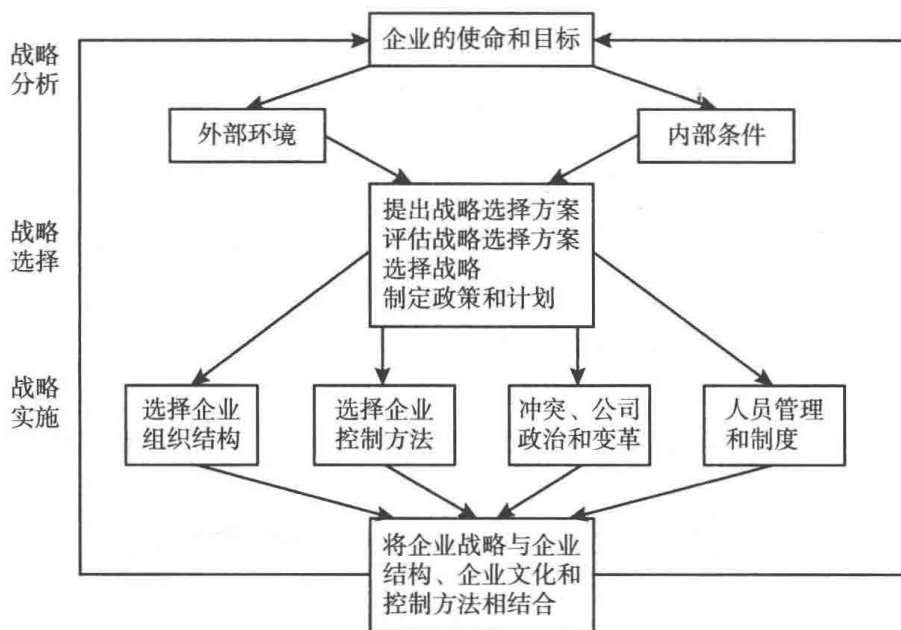 企业的使命和目标
战略
分析
外部环境
内部条件
提出战略选择方案
评估战略选择方案
选择战略
制定政策和计划
战略
选择
战略
实施
选择企业
组织结构
选择企业
控制方法
冲突、公司
政治和变革
人员管理
和制度
将企业战略与企业
结构、企业文化和
控制方法相结合